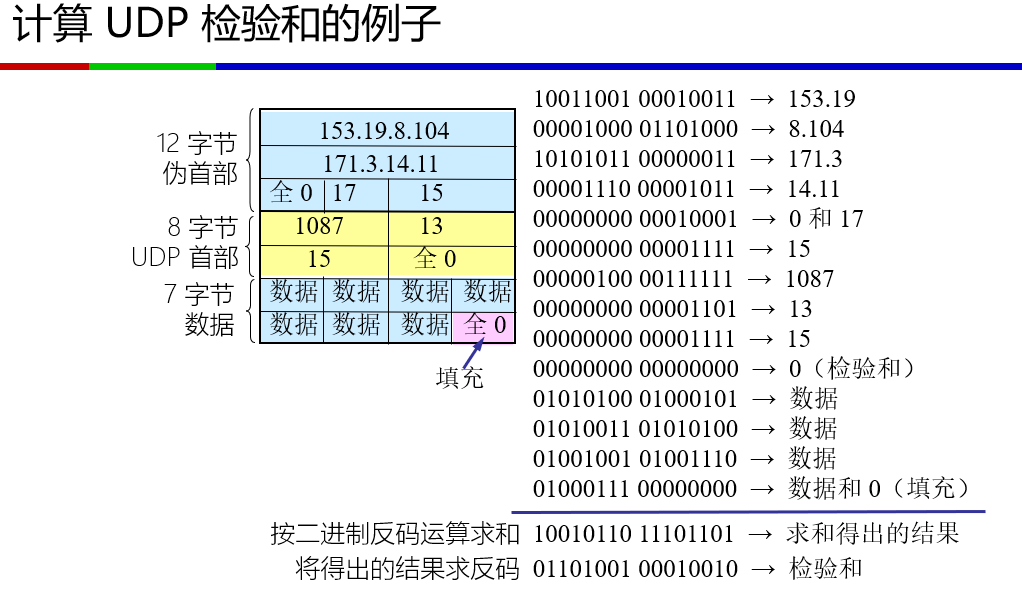 计算 UDP 检验和的例子
12 字节
伪首部
153.19.8.104
171.3.14.11
全 0 17 15
8 字节
UDP 首部
1087 13
15 全 0
7 字节
数据
数据 数据 数据 数据
数据 数据 数据 全 0
填充
10011001 00010011 → 153.19
00001000 01101000 → 8.104
10101011 00000011 → 171.3
00001110 00001011 → 14.11
00000000 00010001 → 0 和 17
00000000 00001111 → 15
00000100 00111111 → 1087
00000000 00001101 → 13
00000000 00001111 → 15
00000000 00000000 → 0（检验和）
01010100 01000101 → 数据
01010011 01010100 → 数据
01001001 01001110 → 数据
01000111 00000000 → 数据和 0（填充）
按二进制反码运算求和 10010110 11101101 → 求和得出的结果
将得出的结果求反码 01101001 00010010 → 检验和